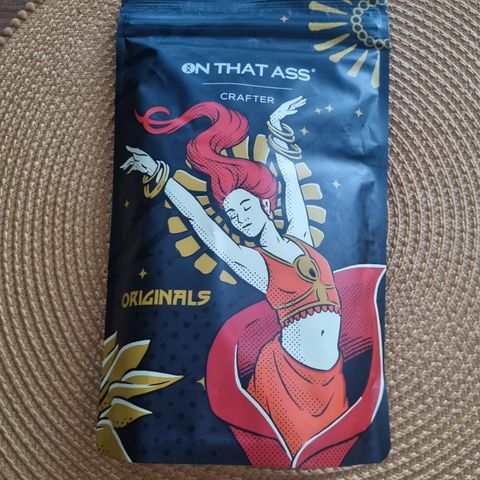 ON THAT ASS®
CRAFTER
ORIGINALS